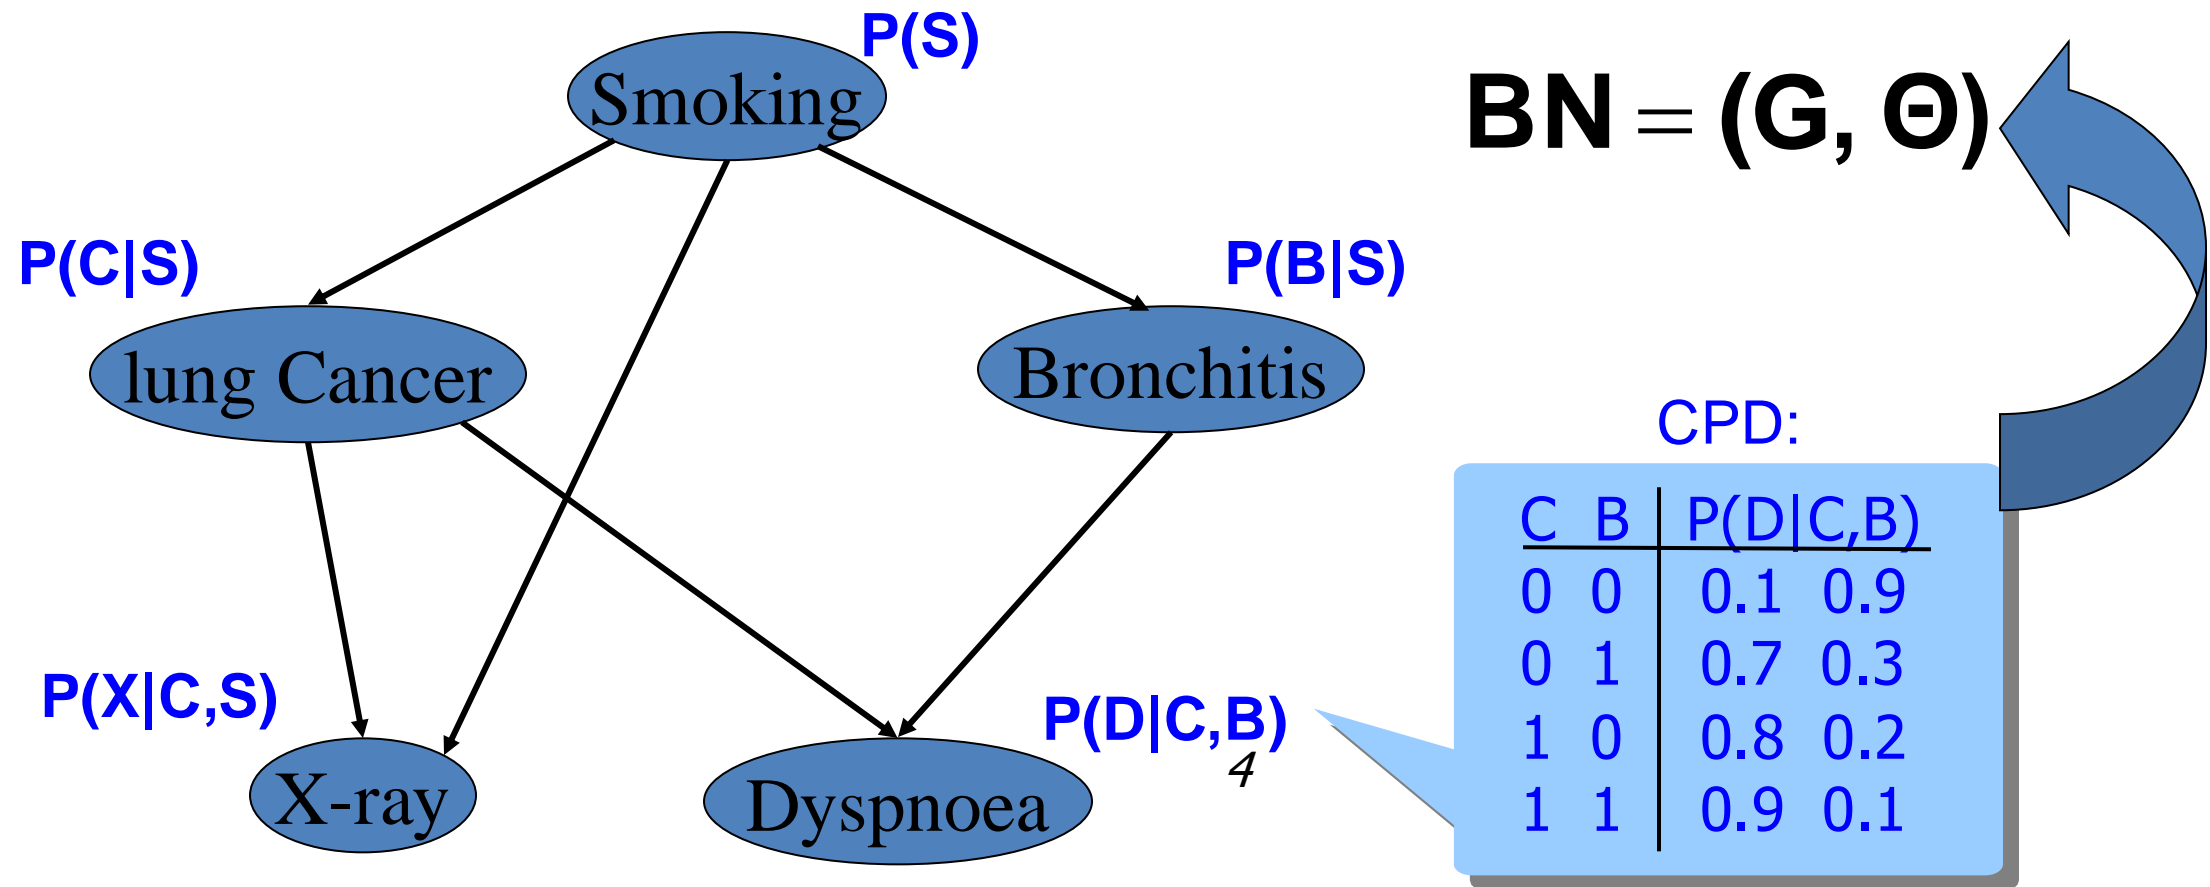 P(S)
Smoking
BN = (G, Θ)
P(C|S)
P(B|S)
lung Cancer
Bronchitis
CPD:
C B P(D|C,B)
0 0 0.1 0.9
0 1 0.7 0.3
1 0 0.8 0.2
1 1 0.9 0.1
P(X|C,S)
P(D|C,B)
4
X-ray
Dyspnoea